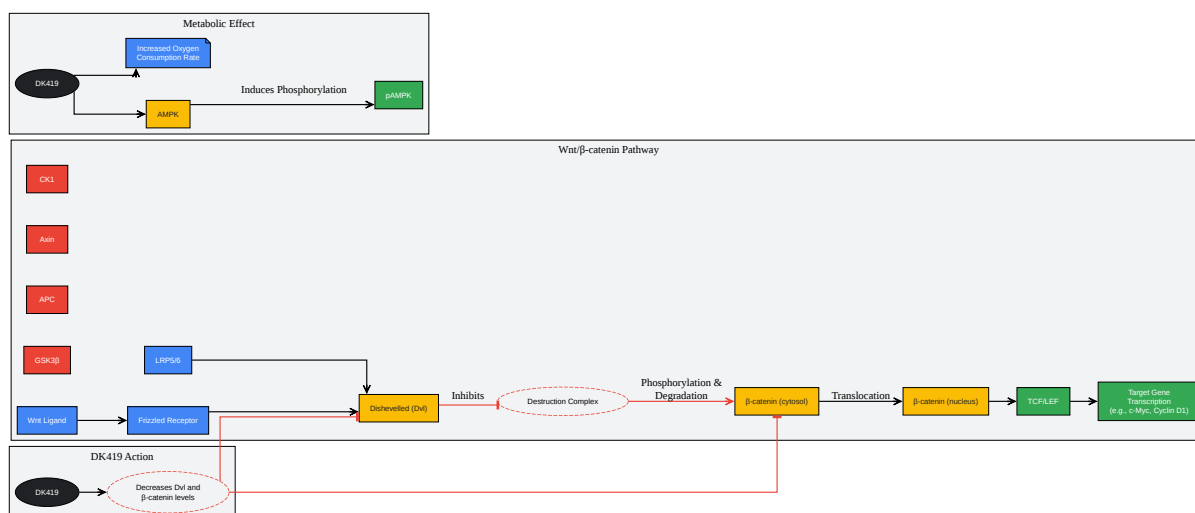 Metabolic Effect
Increased Oxygen
Consumption Rate
DK419
Induces Phosphorylation
pAMPK
AMPK
Wnt/β-catenin Pathway
CK1
Axin
APC
GSK3β
LRP5/6
Wnt Ligand
Frizzled Receptor
Dishevelled (Dvl)
Inhibits
Destruction Complex
Phosphorylation &
Degradation
β-catenin (cytosol)
Translocation
β-catenin (nucleus)
TCF/LEF
Target Gene
Transcription
(e.g., c-Myc, Cyclin D1)
DK419 Action
DK419
Decreases Dvl and
β-catenin levels